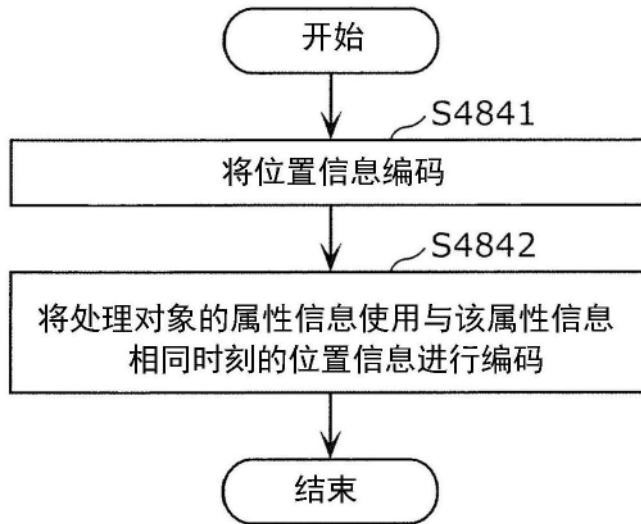 开始
S4841
将位置信息编码
S4842
将处理对象的属性信息使用与该属性信息
相同时刻的位置信息进行编码
结束